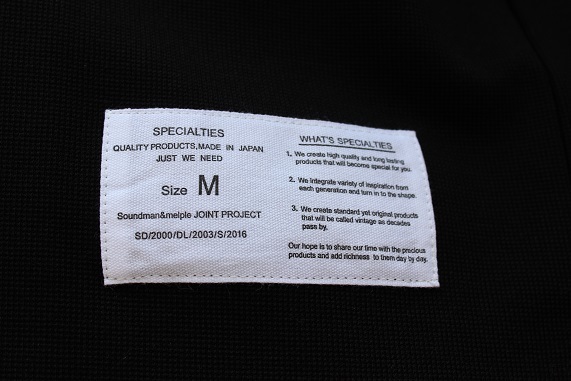 SPECIALTIES
QUALITY PRODUCTS,MADE IN JAPAN
JUST WE NEED
Size M
Soundman&melple JOINT PROJECT
SD/2000/DL/2003/S/2016
WHAT'S SPECIALTIES
1. We create high quality and long lasting
products that will become special for you.
2. We integrate variety of inspiration from
each generation and turn in to the shape.
3. We create standard yet original products
that will be called vintage as decades
pass by.
Our hope is to share our time with the precious
products and add richness to them day by day.